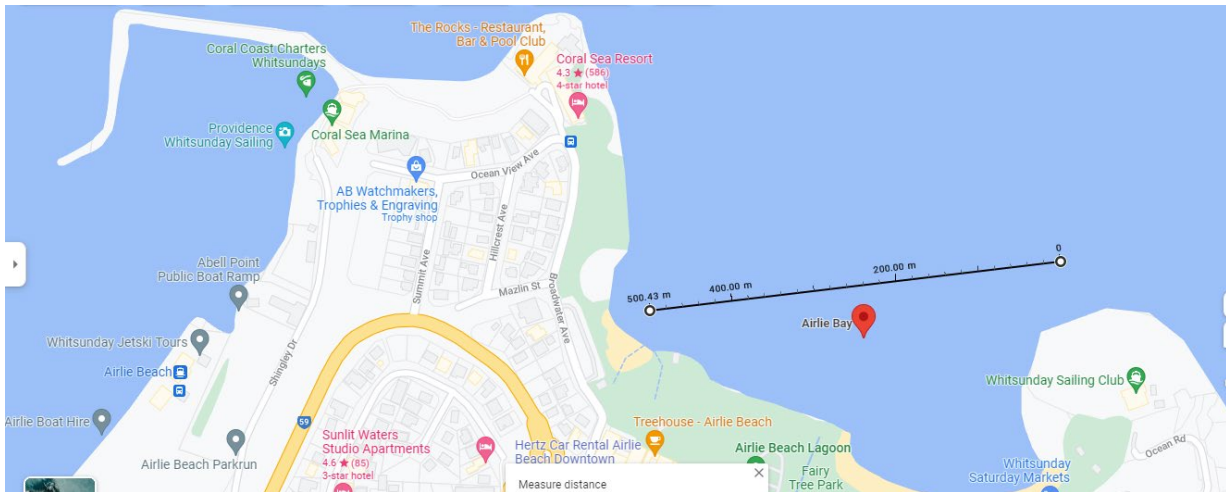 The Rocks - Restaurant,
Bar & Pool Club
Coral Coast Charters
Whitsundays
Coral Sea Resort
4.3 ★ (586)
4-star hotel
Providence
Whitsunday Sailing
Coral Sea Marina
Ocean View Ave
AB Watchmakers,
Trophies & Engraving
Trophy shop
Hillcrest Ave
Summit Ave
Abell Point
Public Boat Ramp
Mazlin St
Broadwater Ave
0
200.00 m
400.00 m
500.43 m
Airlie Bay
Whitsunday Jetski Tours
Airlie Beach
Shingley Dr
Whitsunday Sailing Club
Airlie Boat Hire
59
Treehouse - Airlie Beach
Sunlit Waters
Studio Apartments
4.6 ★ (85)
3-star hotel
Hertz Car Rental Airlie
Beach Downtown
Airlie Beach Lagoon
Fairy
Tree Park
Ocean Rd
Airlie Beach Parkrun
Whitsunday
Saturday Markets
Measure distance